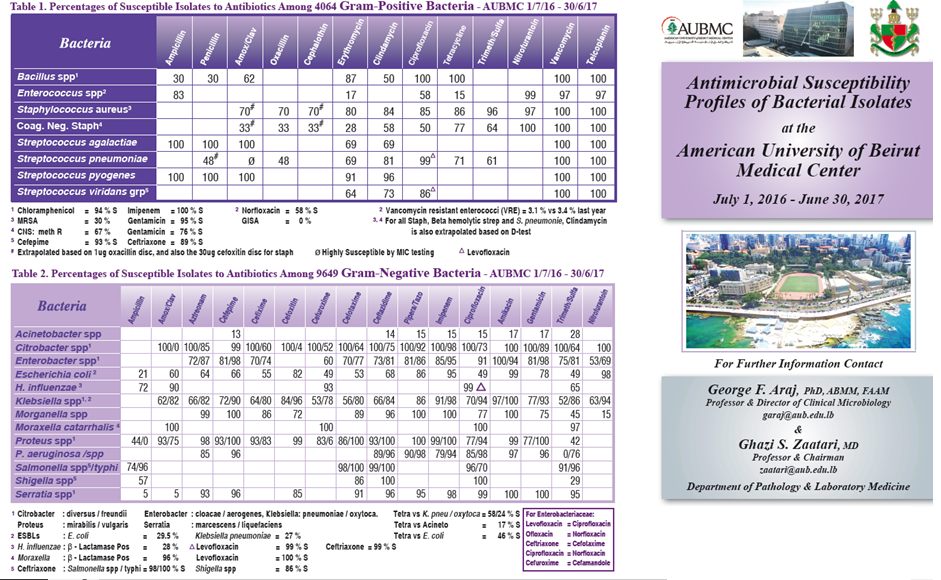 Table 1. Percentages of Susceptible Isolates to Antibiotics Among 4064 Gram-Positive Bacteria - AUBMC 1/7/16 - 30/6/17
Bacteria Ampicillin Penicillin Amox/Clav Oxacillin Cephalothin Erythromycin Clindamycin Ciprofloxacin Tetracycline Trimeth/Sulfa Nitrofurantoin Vancomycin Teicoplanin
Bacillus spp1 30 30 62 87 50 100 100 100 100
Enterococcus spp2 83 17 58 15 99 97 97
Staphylococcus aureus3 70# 70 70# 80 84 85 86 96 97 100 100
Coag. Neg. Staph4 33# 33 33# 28 58 50 77 64 100 100 100
Streptococcus agalactiae 100 100 100 69 69 100 100
Streptococcus pneumoniae 48# ø 48 69 81 99△ 71 61 100 100
Streptococcus pyogenes 100 100 100 91 96 100 100
Streptococcus viridans grp5 64 73 86△ 100 100
1 Chloramphenicol = 94 % S Imipenem = 100 % S 2 Norfloxacin = 58 % S 2 Vancomycin resistant enterococci (VRE) = 3.1 % vs 3.4 % last year
3 MRSA = 30 % Gentamicin = 95 % S GISA = 0 % 3, 4 For all Staph, Beta hemolytic strep and S. pneumonie, Clindamycin
4 CNS: meth R = 67 % Gentamicin = 76 % S is also extrapolated based on D-test
5 Cefepime = 93 % S Ceftriaxone = 89 % S
# Extrapolated based on 1ug oxacillin disc, and also the 30ug cefoxitin disc for staph Ø Highly Susceptible by MIC testing △ Levofloxacin
Table 2. Percentages of Susceptible Isolates to Antibiotics Among 9649 Gram-Negative Bacteria - AUBMC 1/7/16 - 30/6/17
Bacteria Ampicillin Amox/Clav Aztreonam Cefepime Cefixime Cefoxitin Cefuroxime Cefotaxime Ceftazidime Pipera/Tazo Imipenem Ciprofloxacin Amikacin Gentamicin Trimeth/Sulfa Nitrofurantoin
Acinetobacter spp 13 14 15 15 15 17 17 28
Citrobacter spp1 100/0 100/85 99 100/60 100/4 100/52 100/64 100/75 100/92 100/98 100/73 100 100/89 100/64 100
Enterobacter spp1 72/87 81/98 70/74 60 70/77 73/81 81/86 85/95 91 100/94 81/98 75/81 53/69
Escherichia coli 2 21 60 64 66 55 82 49 53 68 86 95 49 99 78 49 98
H. influenzae 3 72 90 93 99 △ 65
Klebsiella spp1, 2 62/82 66/82 72/90 64/80 84/96 53/78 56/80 66/84 86 91/98 70/94 97/100 77/93 52/86 63/94
Morganella spp 99 100 86 72 89 96 100 100 77 100 75 45 15
Moraxella catarrhalis 4 100 100 100 97
Proteus spp1 44/0 93/75 98 93/100 93/83 99 83/6 86/100 93/100 100 99/100 77/94 99 77/100 42
P. aeruginosa /spp 85 96 89/96 90/98 79/94 85/98 97 96 0/76
Salmonella spp5/typhi 74/96 98/100 99/100 96/70 91/96
Shigella spp5 57 86 100 100 29
Serratia spp1 5 5 93 96 85 91 96 95 98 99 100 100 95
1 Citrobacter : diversus / freundii Enterobacter : cloacae / aerogenes, Klebsiella: pneumoniae / oxytoca. Tetra vs K. pneu / oxytoca = 58/24 % S
Proteus : mirabilis / vulgaris Serratia : marcescens / liquefaciens Tetra vs Acineto = 17 % S
2 ESBLs : E. coli = 29.5 % Klebsiella pneumoniae = 27 % Tetra vs E. coli = 46 % S
3 H. influenzae : β - Lactamase Pos = 28 % △ Levofloxacin = 99 % S Ceftriaxone = 99 % S
4 Moraxella : β - Lactamase Pos = 96 % Levofloxacin = 100 % S
5 Ceftriaxone : Salmonella spp / typhi = 98/100 % S Shigella spp = 86 % S
For Enterobacteriaceae:
Levofloxacin = Ciprofloxacin
Ofloxacin = Norfloxacin
Ceftriaxone = Cefotaxime
Ciprofloxacin = Norfloxacin
Cefuroxime = Cefamandole
AUBMC
Antimicrobial Susceptibility
Profiles of Bacterial Isolates
at the
American University of Beirut
Medical Center
July 1, 2016 - June 30, 2017
For Further Information Contact
George F. Araj, PhD, ABMM, FAAM
Professor & Director of Clinical Microbiology
garaj@aub.edu.lb
&
Ghazi S. Zaatari, MD
Professor & Chairman
zaatari@aub.edu.lb
Department of Pathology & Laboratory Medicine